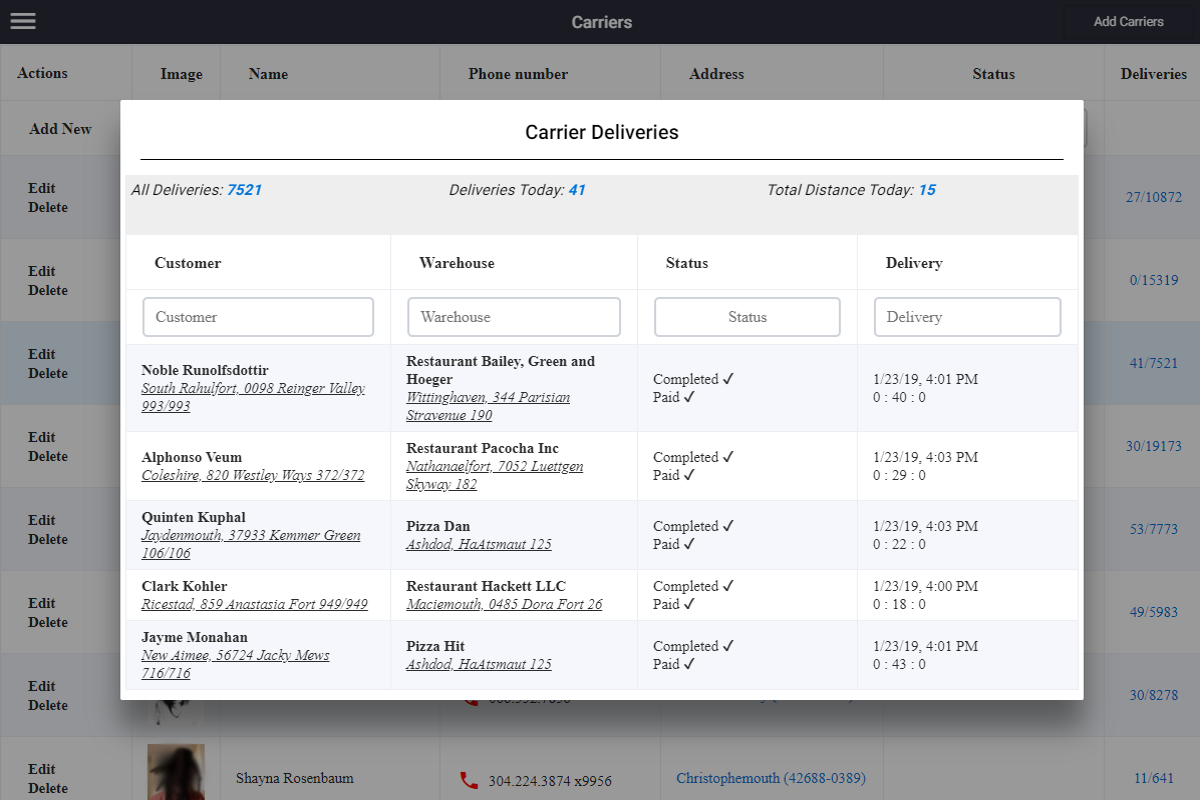 Carriers
Add Carriers
Actions
Image
Name
Phone number
Address
Status
Deliveries
Add New
Edit
Delete
27/10872
Edit
Delete
0/15319
Edit
Delete
41/7521
Edit
Delete
30/19173
Edit
Delete
53/7773
Edit
Delete
49/5983
Edit
Delete
30/8278
Edit
Delete
Shayna Rosenbaum
304.224.3874 x9956
Christophemouth (42688-0389)
11/641
Carrier Deliveries
All Deliveries: 7521
Deliveries Today: 41
Total Distance Today: 15
Customer
Warehouse
Status
Delivery
Customer
Warehouse
Status
Delivery
Noble Runolfsdottir
South Rahulfort, 0098 Reinger Valley
993/993
Restaurant Bailey, Green and
Hoeger
Wittinghaven, 344 Parisian
Stravenue 190
Completed ✓
Paid ✓
1/23/19, 4:01 PM
0 : 40 : 0
Alphonso Veum
Coleshire, 820 Westley Ways 372/372
Restaurant Pacocha Inc
Nathanaelfort, 7052 Luettgen
Skyway 182
Completed ✓
Paid ✓
1/23/19, 4:03 PM
0 : 29 : 0
Quinten Kuphal
Jaydenmouth, 37933 Kemmer Green
106/106
Pizza Dan
Ashdod, HaAtsmaut 125
Completed ✓
Paid ✓
1/23/19, 4:03 PM
0 : 22 : 0
Clark Kohler
Ricestad, 859 Anastasia Fort 949/949
Restaurant Hackett LLC
Maciemouth, 0485 Dora Fort 26
Completed ✓
Paid ✓
1/23/19, 4:00 PM
0 : 18 : 0
Jayme Monahan
New Aimee, 56724 Jacky Mews
716/716
Pizza Hit
Ashdod, HaAtsmaut 125
Completed ✓
Paid ✓
1/23/19, 4:01 PM
0 : 43 : 0